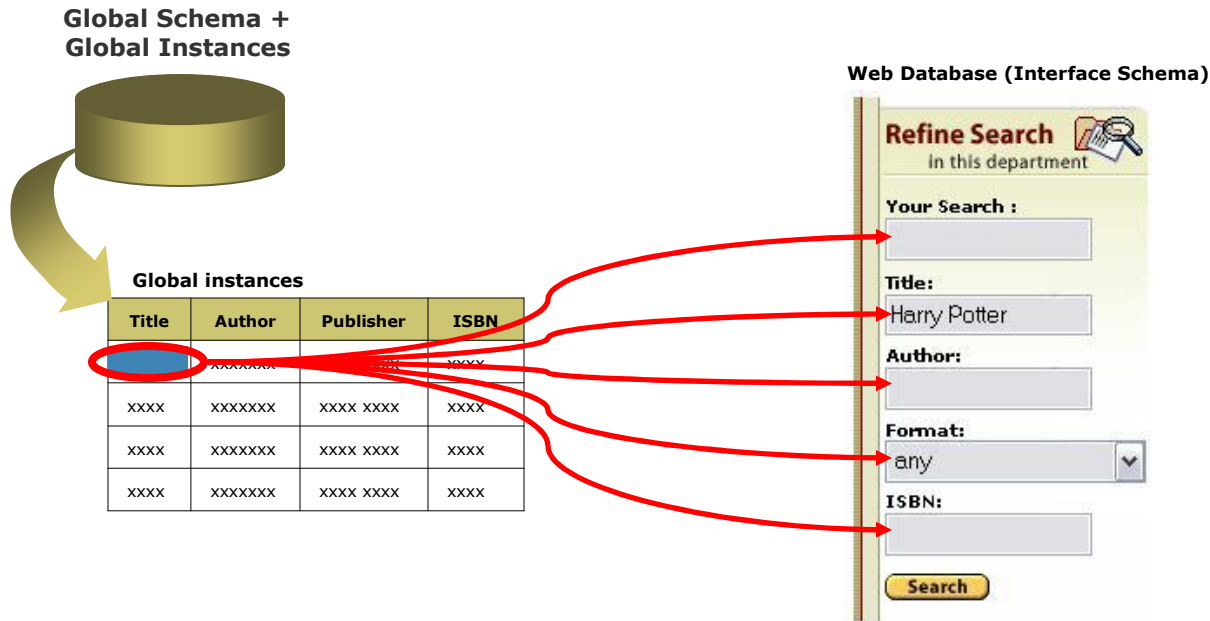 Global Schema +
Global Instances
Web Database (Interface Schema)
Refine Search
in this department
Your Search :
Title:
Harry Potter
Author:
Format:
any
ISBN:
Search
Global instances
Title Author Publisher ISBN
xxxxxxx xxxx xxxx xxxx
xxxx xxxxxxx xxxx xxxx xxxx
xxxx xxxxxxx xxxx xxxx xxxx
xxxx xxxxxxx xxxx xxxx xxxx